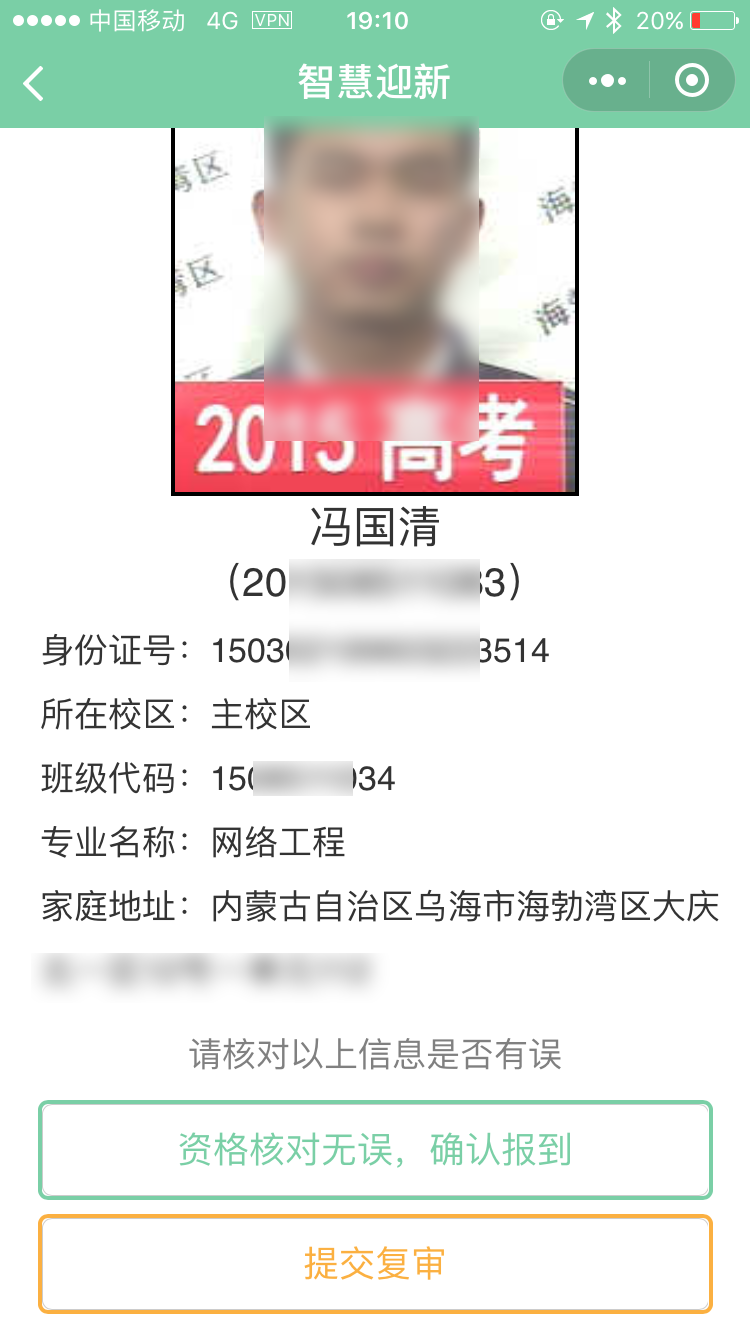 中国移动 4G VPN 19:10 20%
智慧迎新
湾区
海
湾区
海
2015 高考
冯国清
(20 3)
身份证号：1503 3514
所在校区：主校区
班级代码：150 034
专业名称：网络工程
家庭地址：内蒙古自治区乌海市海勃湾区大庆
请核对以上信息是否有误
资格核对无误，确认报到
提交复审